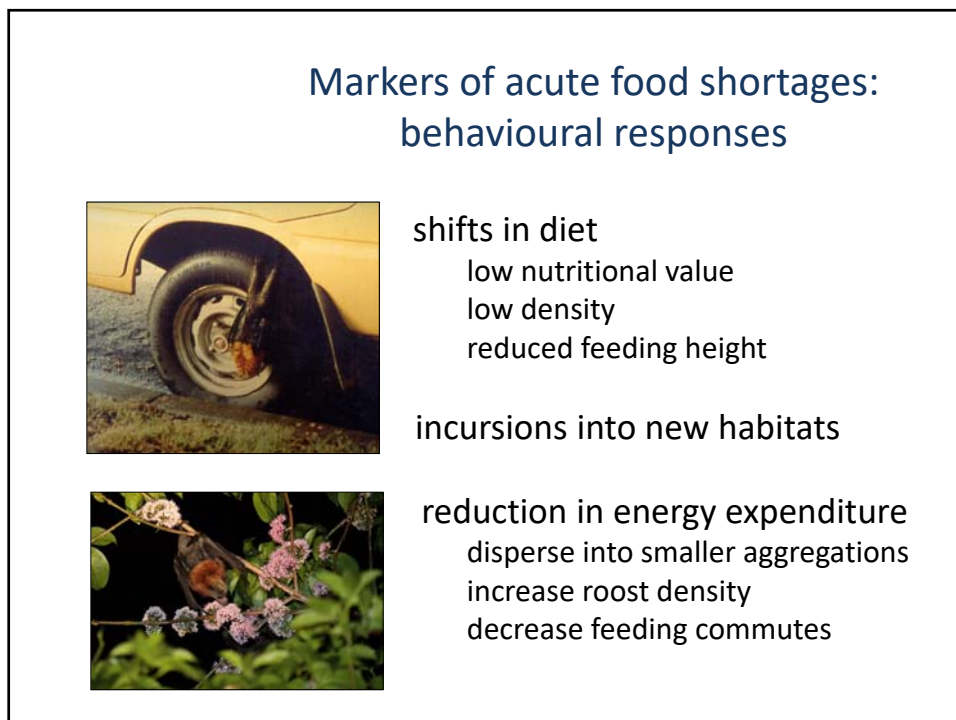 Markers of acute food shortages:
behavioural responses
shifts in diet
low nutritional value
low density
reduced feeding height
incursions into new habitats
reduction in energy expenditure
disperse into smaller aggregations
increase roost density
decrease feeding commutes